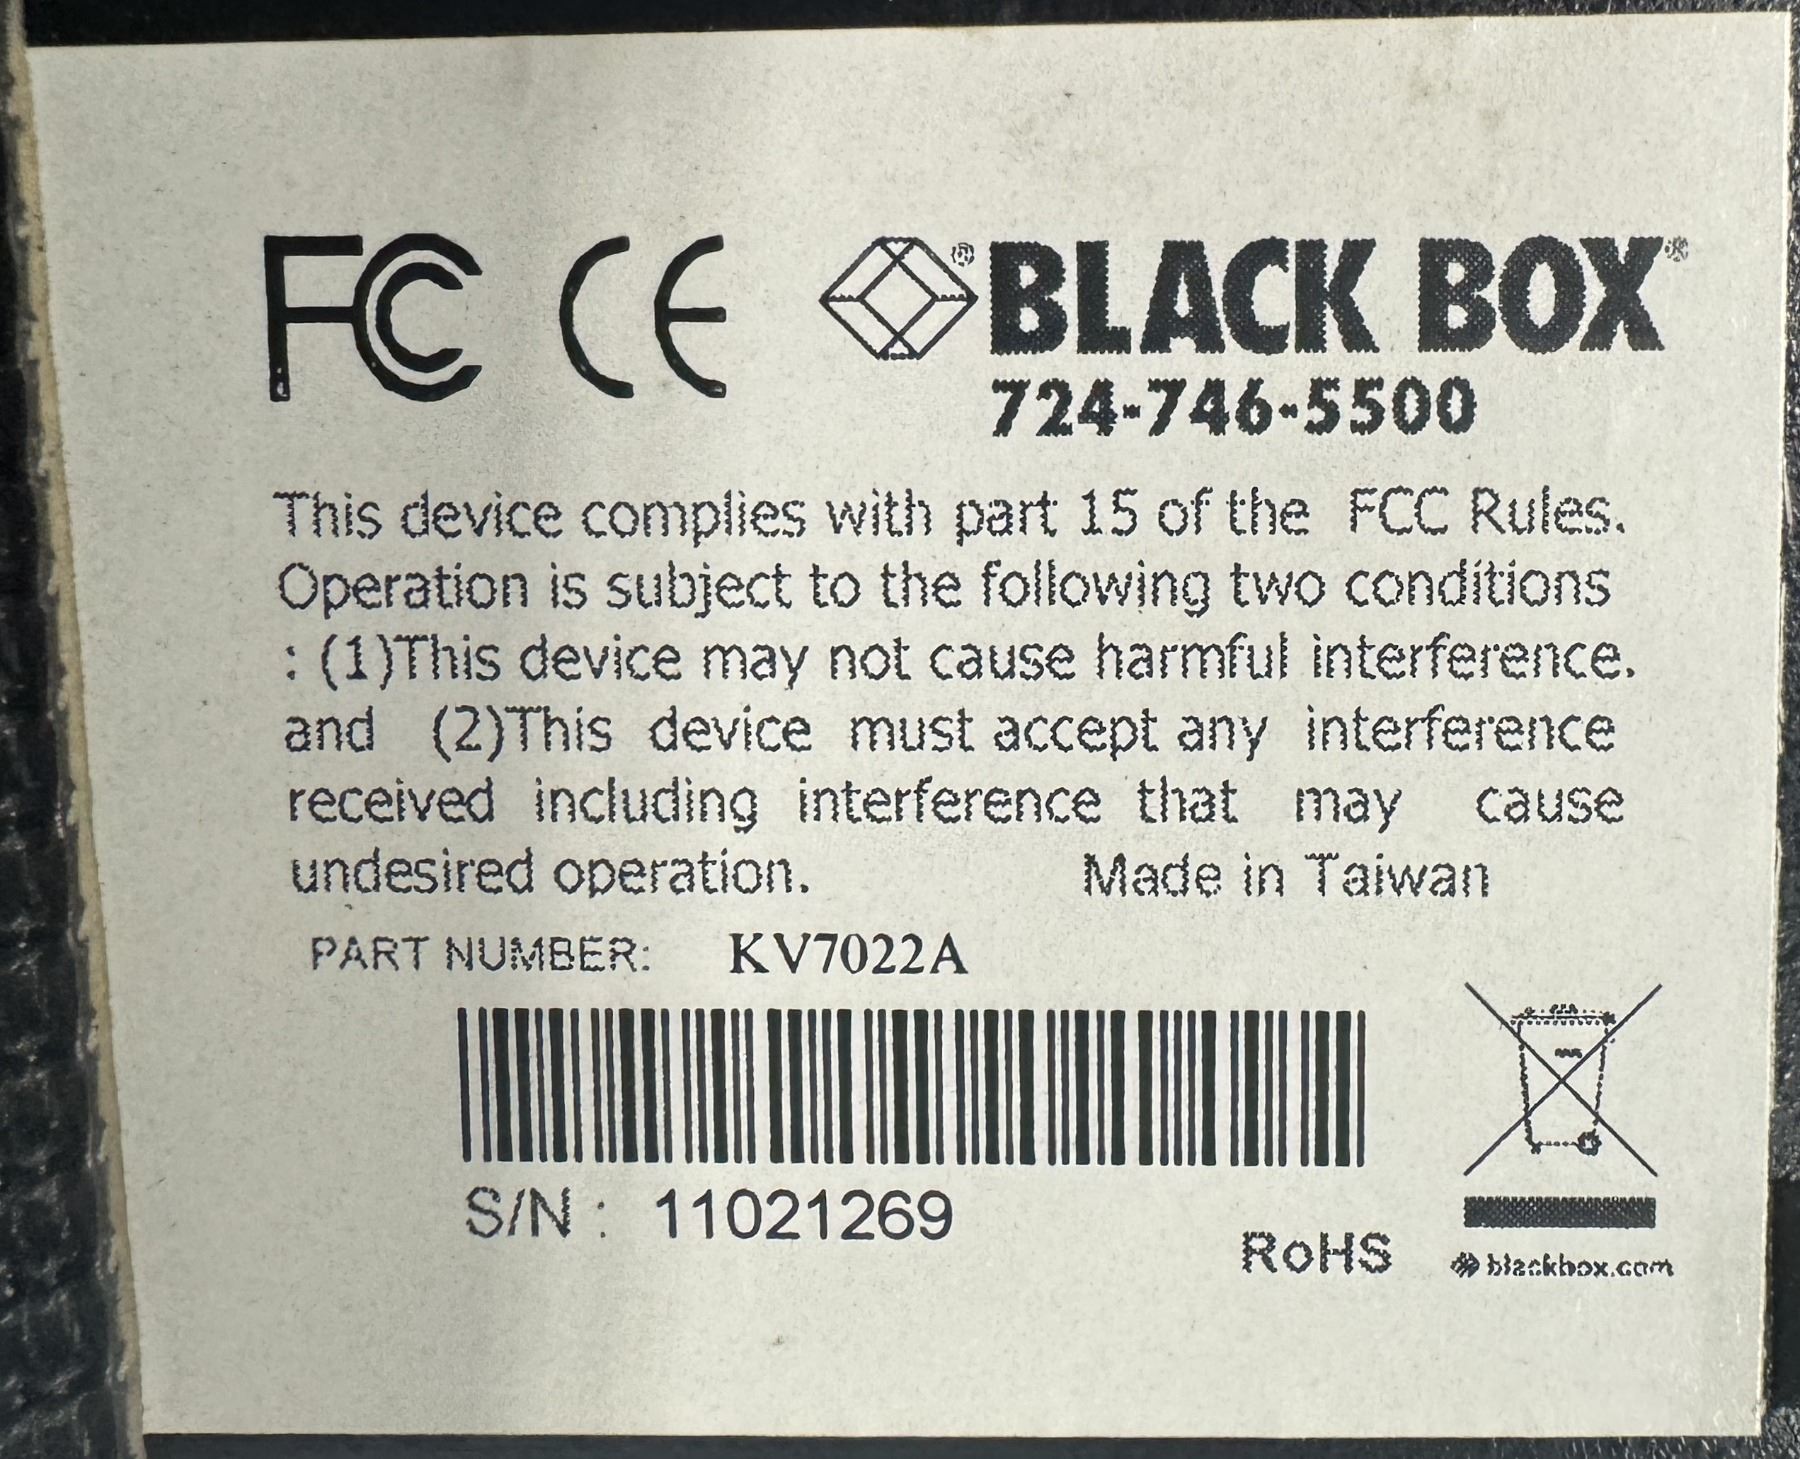 FC CE BLACK BOX®
724-746-5500
This device complies with part 15 of the FCC Rules.
Operation is subject to the following two conditions
: (1)This device may not cause harmful interference.
and (2)This device must accept any interference
received including interference that may cause
undesired operation. Made in Taiwan
PART NUMBER: KV7022A
S/N : 11021269
RoHS
blackbox.com